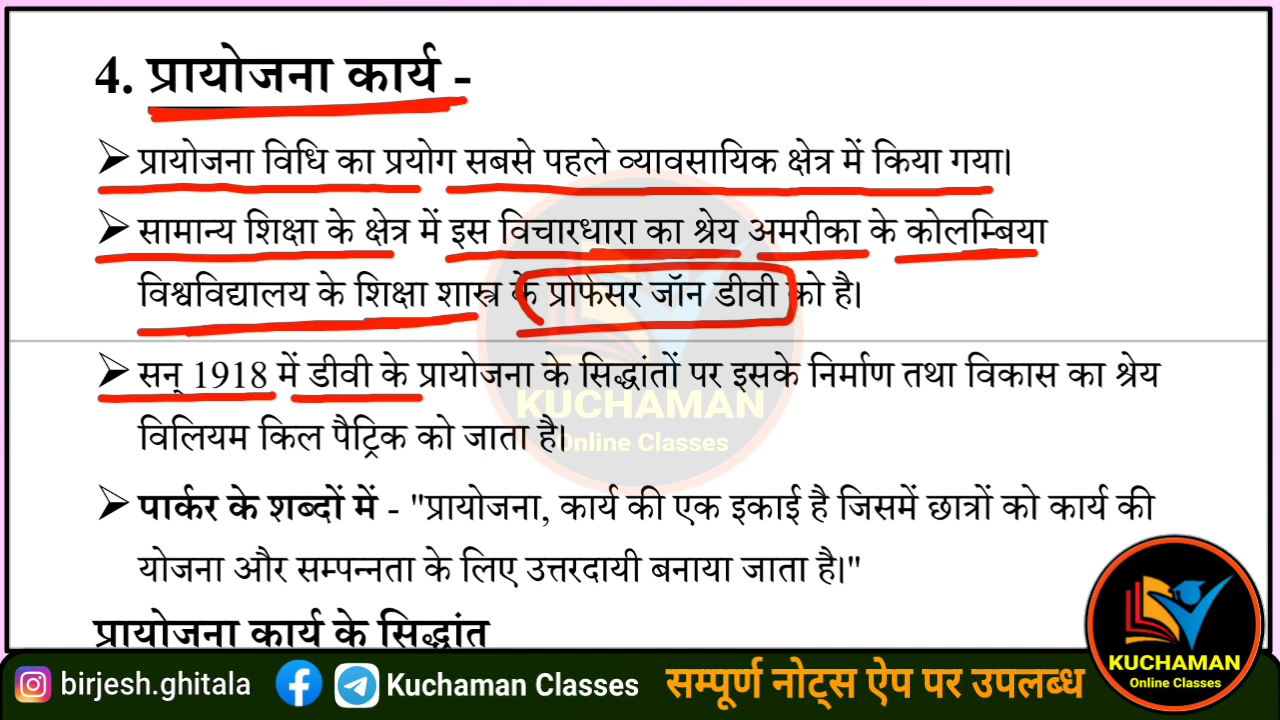 4. प्रायोजना कार्य -
➢ प्रायोजना विधि का प्रयोग सबसे पहले व्यावसायिक क्षेत्र में किया गया।
➢ सामान्य शिक्षा के क्षेत्र में इस विचारधारा का श्रेय अमरीका के कोलम्बिया
विश्वविद्यालय के शिक्षा शास्त्र के प्रोफेसर जॉन डीवी को है।
➢ सन् 1918 में डीवी के प्रायोजना के सिद्धांतों पर इसके निर्माण तथा विकास का श्रेय
विलियम किल पैट्रिक को जाता है।
KUCHAMAN
Online Classes
➢ पार्कर के शब्दों में - "प्रायोजना, कार्य की एक इकाई है जिसमें छात्रों को कार्य की
योजना और सम्पन्नता के लिए उत्तरदायी बनाया जाता है।"
प्रायोजना कार्य के सिद्धांत
birjesh.ghitala Kuchaman Classes सम्पूर्ण नोट्स ऐप पर उपलब्ध
KUCHAMAN
Online Classes